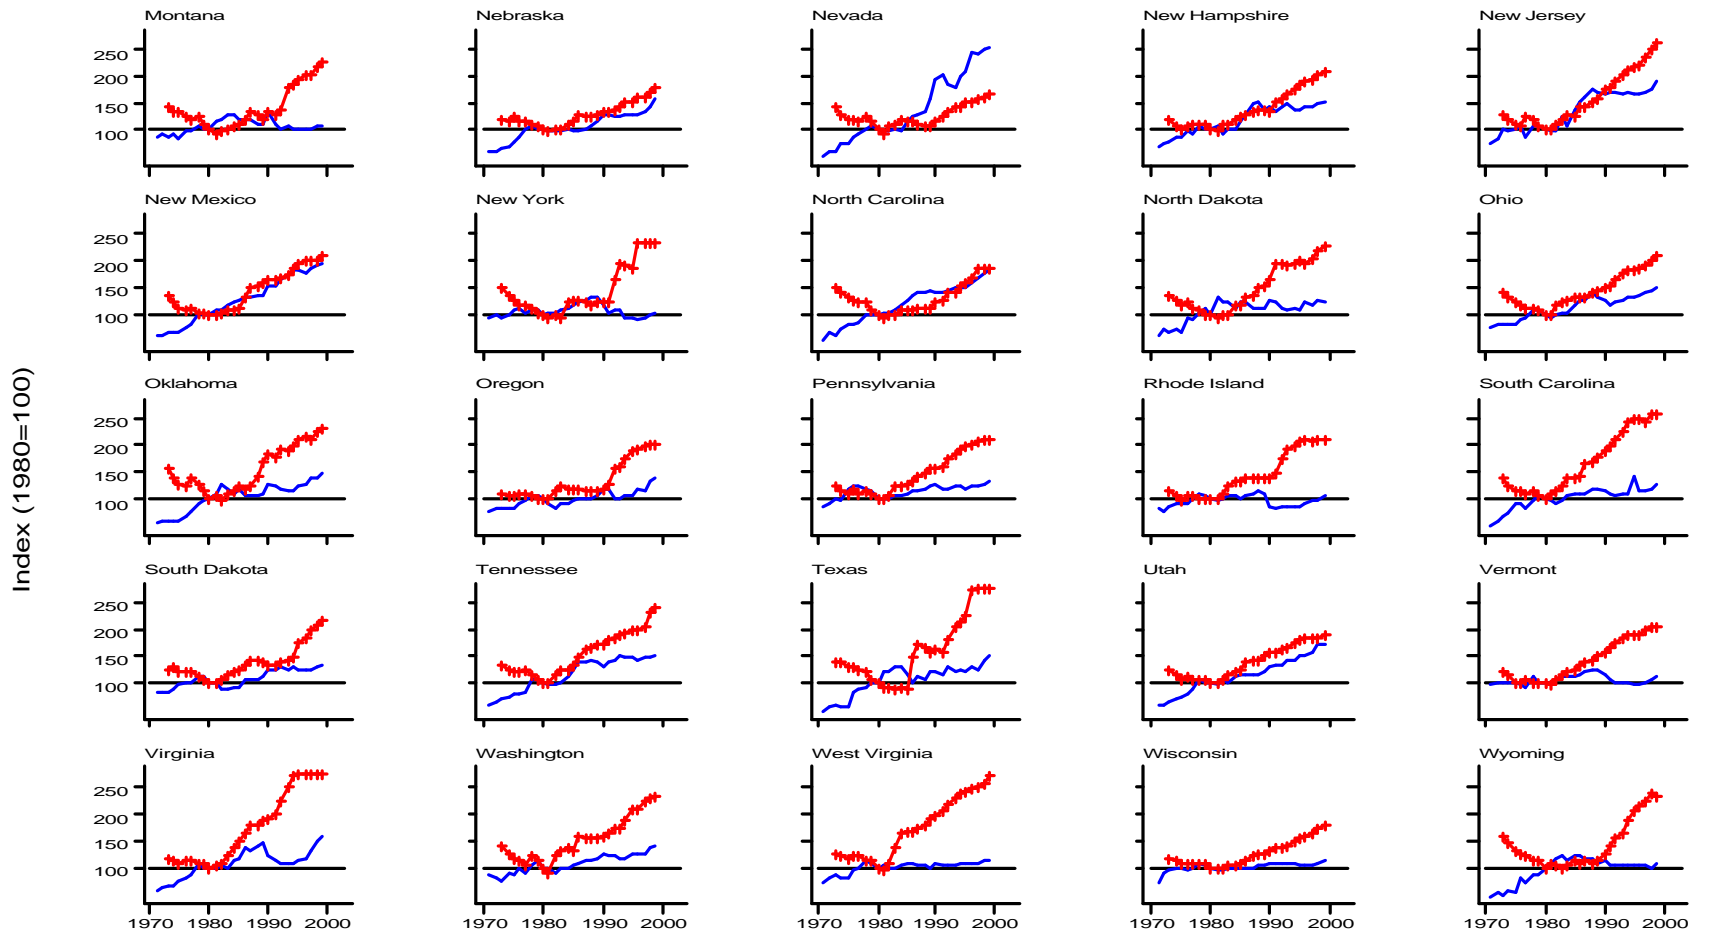 Montana Nebraska Nevada New Hampshire New Jersey
250
200
150
100
New Mexico New York North Carolina North Dakota Ohio
250
200
150
100
Index (1980=100)
Oklahoma Oregon Pennsylvania Rhode Island South Carolina
250
200
150
100
South Dakota Tennessee Texas Utah Vermont
250
200
150
100
Virginia Washington West Virginia Wisconsin Wyoming
250
200
150
100
1970 1980 1990 2000 1970 1980 1990 2000 1970 1980 1990 2000 1970 1980 1990 2000 1970 1980 1990 2000